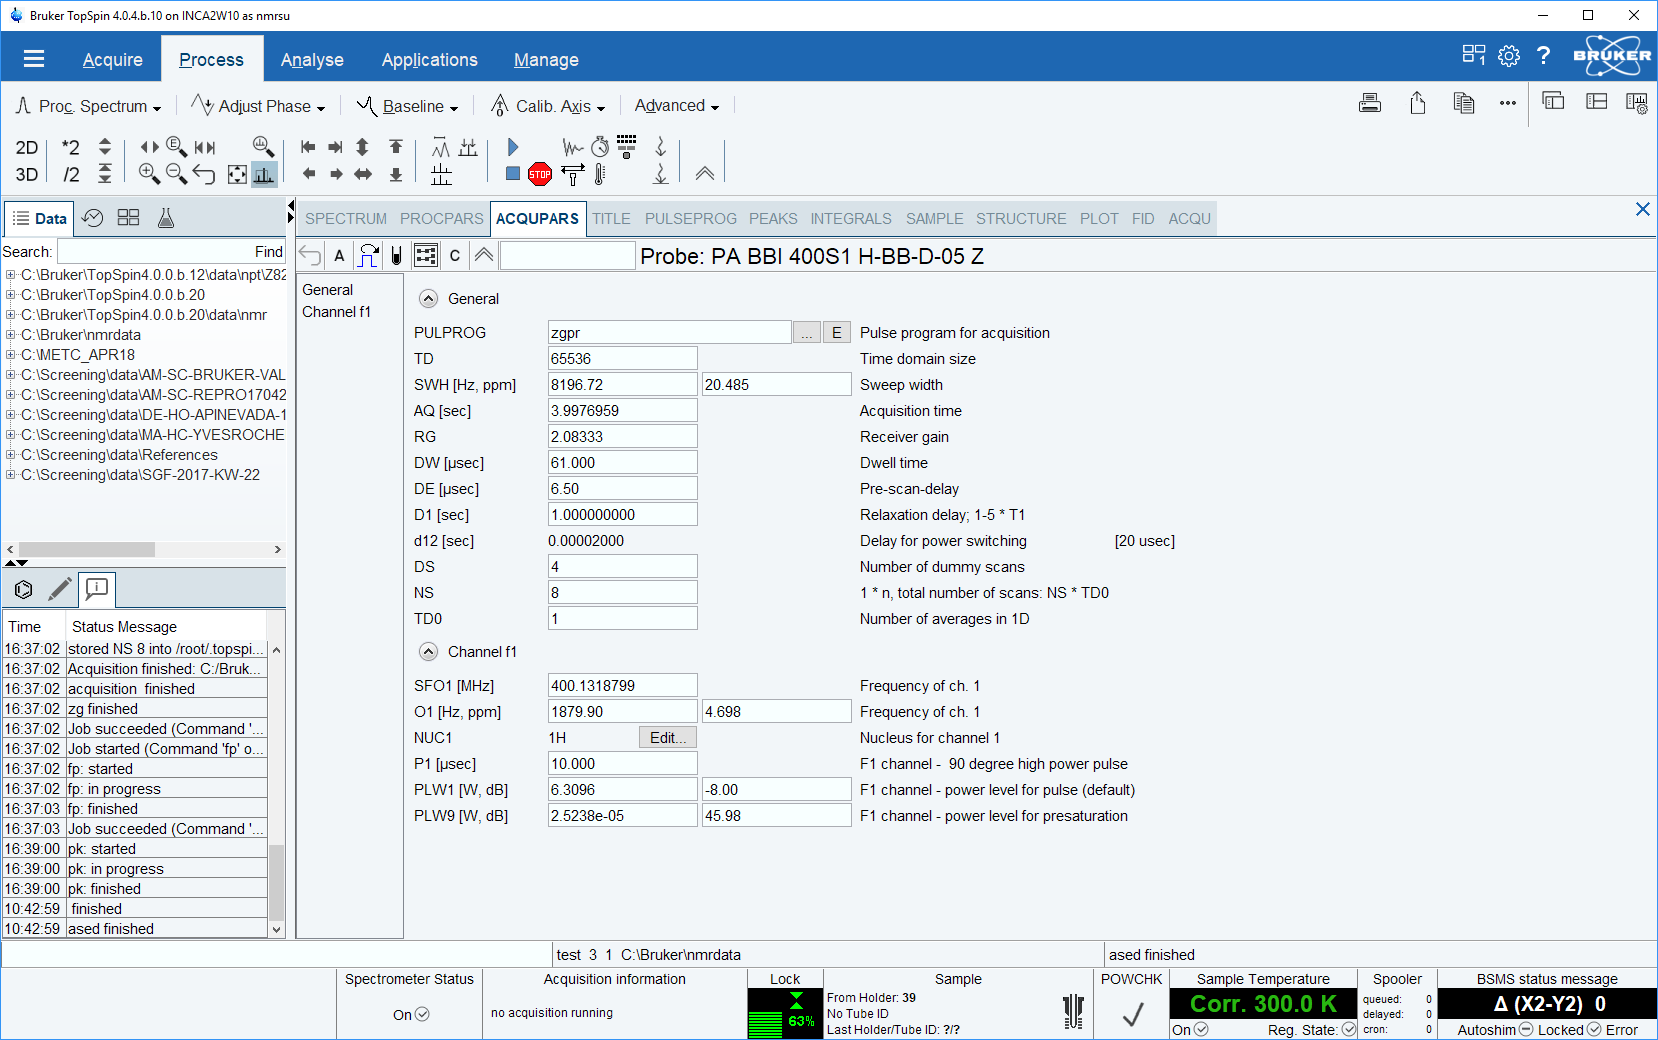 Bruker TopSpin 4.0.4.b.10 on INCA2W10 as nmrsu
Acquire Process Analyse Applications Manage
1 ? BRUKER
Proc. Spectrum Adjust Phase Baseline Calib. Axis Advanced
2D *2 E
3D /2 STOP
Data
SPECTRUM PROCPARS ACQUPARS TITLE PULSEPROG PEAKS INTEGRALS SAMPLE STRUCTURE PLOT FID ACQU
Search: Find
A C Probe: PA BBI 400S1 H-BB-D-05 Z
C:\Bruker\TopSpin4.0.0.b.12\data\npt\Z82
C:\Bruker\TopSpin4.0.0.b.20
C:\Bruker\TopSpin4.0.0.b.20\data\nmr
C:\Bruker\nmrdata
C:\METC_APR18
C:\Screening\data\AM-SC-BRUKER-VAL
C:\Screening\data\AM-SC-REPRO17042
C:\Screening\data\DE-HO-APINEVADA-1
C:\Screening\data\MA-HC-YVESROCHE
C:\Screening\data\References
C:\Screening\data\SGF-2017-KW-22
Time Status Message
16:37:02 stored NS 8 into /root/.topspi...
16:37:02 Acquisition finished: C:/Bruk...
16:37:02 acquisition finished
16:37:02 zg finished
16:37:02 Job succeeded (Command '...
16:37:02 Job started (Command 'fp' o...
16:37:02 fp: started
16:37:02 fp: in progress
16:37:03 fp: finished
16:37:03 Job succeeded (Command '...
16:39:00 pk: started
16:39:00 pk: in progress
16:39:00 pk: finished
10:42:59 finished
10:42:59 ased finished
General
Channel f1
General
PULPROG zgpr ... E Pulse program for acquisition
TD 65536 Time domain size
SWH [Hz, ppm] 8196.72 20.485 Sweep width
AQ [sec] 3.9976959 Acquisition time
RG 2.08333 Receiver gain
DW [µsec] 61.000 Dwell time
DE [µsec] 6.50 Pre-scan-delay
D1 [sec] 1.000000000 Relaxation delay; 1-5 * T1
d12 [sec] 0.00002000 Delay for power switching [20 usec]
DS 4 Number of dummy scans
NS 8 1 * n, total number of scans: NS * TD0
TD0 1 Number of averages in 1D
Channel f1
SFO1 [MHz] 400.1318799 Frequency of ch. 1
O1 [Hz, ppm] 1879.90 4.698 Frequency of ch. 1
NUC1 1H Edit... Nucleus for channel 1
P1 [µsec] 10.000 F1 channel - 90 degree high power pulse
PLW1 [W, dB] 6.3096 -8.00 F1 channel - power level for pulse (default)
PLW9 [W, dB] 2.5238e-05 45.98 F1 channel - power level for presaturation
test 3 1 C:\Bruker\nmrdata ased finished
Spectrometer Status
On
Acquisition information
no acquisition running
Lock
63%
Sample
From Holder: 39
No Tube ID
Last Holder/Tube ID: ?/?
POWCHK
Sample Temperature
Corr. 300.0 K
On Reg. State:
Spooler
queued: 0
delayed: 0
cron: 0
BSMS status message
Δ (X2-Y2) 0
Autoshim Locked Error